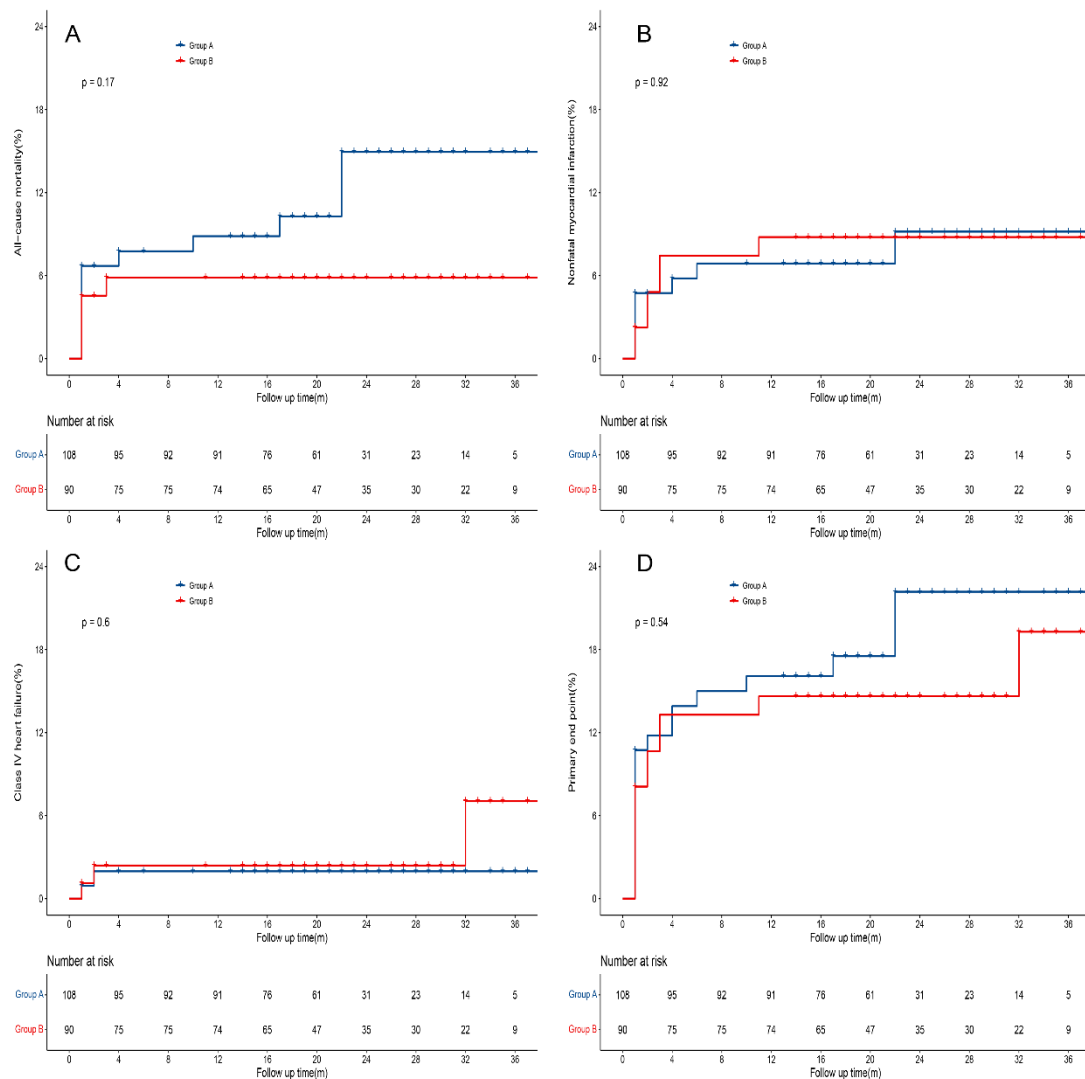 A
Group A
Group B
p = 0.17
All-cause mortality(%)
24
18
12
6
0
0 4 8 12 16 20 24 28 32 36
Follow up time(m)
Number at risk
Group A 108 95 92 91 76 61 31 23 14 5
Group B 90 75 75 74 65 47 35 30 22 9
0 4 8 12 16 20 24 28 32 36
Follow up time(m)
B
Group A
Group B
p = 0.92
Nonfatal myocardial infarction(%)
24
18
12
6
0
0 4 8 12 16 20 24 28 32 36
Follow up time(m)
Number at risk
Group A 108 95 92 91 76 61 31 23 14 5
Group B 90 75 75 74 65 47 35 30 22 9
0 4 8 12 16 20 24 28 32 36
Follow up time(m)
C
Group A
Group B
p = 0.6
Class IV heart failuro(%)
24
18
12
6
0
0 4 8 12 16 20 24 28 32 36
Follow up time(m)
Number at risk
Group A 108 95 92 91 76 61 31 23 14 5
Group B 90 75 75 74 65 47 35 30 22 9
0 4 8 12 16 20 24 28 32 36
Follow up time(m)
D
Group A
Group B
p = 0.54
Primary end point(%)
24
18
12
6
0
0 4 8 12 16 20 24 28 32 36
Follow up time(m)
Number at risk
Group A 108 95 92 91 76 61 31 23 14 5
Group B 90 75 75 74 65 47 35 30 22 9
0 4 8 12 16 20 24 28 32 36
Follow up time(m)